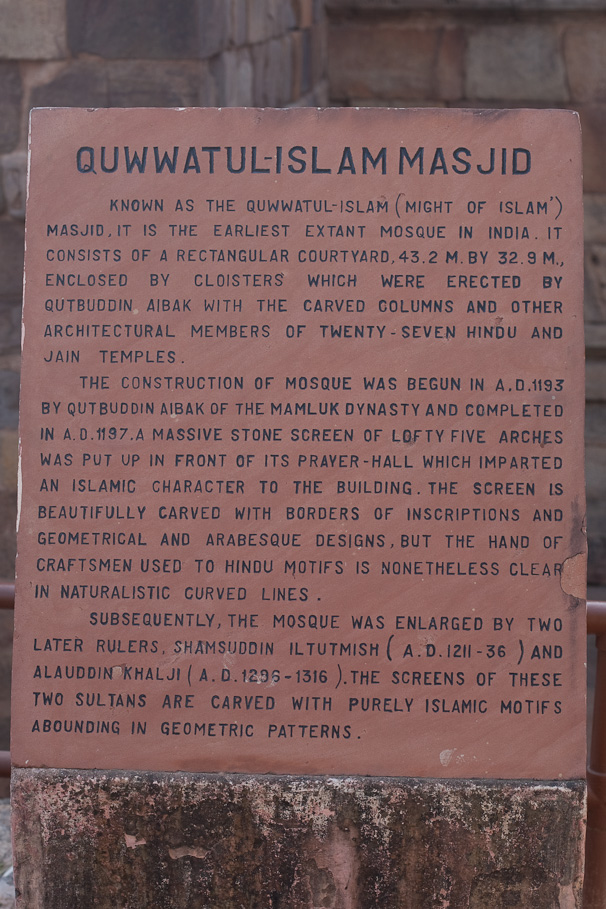 QUWWATUL-ISLAM MASJID
KNOWN AS THE QUWWATUL-ISLAM (MIGHT OF ISLAM')
MASJID, IT IS THE EARLIEST EXTANT MOSQUE IN INDIA. IT
CONSISTS OF A RECTANGULAR COURTYARD, 43.2 M. BY 32.9 M.,
ENCLOSED BY CLOISTERS WHICH WERE ERECTED BY
QUTBUDDIN AIBAK WITH THE CARVED COLUMNS AND OTHER
ARCHITECTURAL MEMBERS OF TWENTY-SEVEN HINDU AND
JAIN TEMPLES.
THE CONSTRUCTION OF MOSQUE WAS BEGUN IN A.D.1193
BY QUTBUDDIN AIBAK OF THE MAMLUK DYNASTY AND COMPLETED
IN A.D.1197. A MASSIVE STONE SCREEN OF LOFTY FIVE ARCHES
WAS PUT UP IN FRONT OF ITS PRAYER-HALL WHICH IMPARTED
AN ISLAMIC CHARACTER TO THE BUILDING. THE SCREEN IS
BEAUTIFULLY CARVED WITH BORDERS OF INSCRIPTIONS AND
GEOMETRICAL AND ARABESQUE DESIGNS, BUT THE HAND OF
CRAFTSMEN USED TO HINDU MOTIFS IS NONETHELESS CLEAR
IN NATURALISTIC CURVED LINES.
SUBSEQUENTLY, THE MOSQUE WAS ENLARGED BY TWO
LATER RULERS, SHAMSUDDIN ILTUTMISH (A.D.1211-36) AND
ALAUDDIN KHALJI (A.D.1296-1316). THE SCREENS OF THESE
TWO SULTANS ARE CARVED WITH PURELY ISLAMIC MOTIFS
ABOUNDING IN GEOMETRIC PATTERNS.